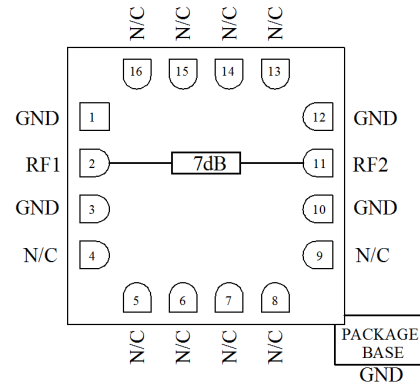 N/C N/C N/C N/C
16 15 14 13
GND 1 12 GND
RF1 2 7dB 11 RF2
GND 3 10 GND
N/C 4 9 N/C
5 6 7 8
N/C N/C N/C N/C
PACKAGE
BASE
GND